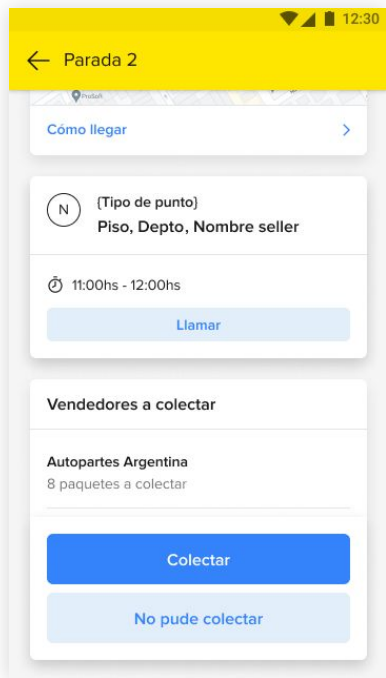 12:30
Parada 2
Cómo llegar
N
{Tipo de punto}
Piso, Depto, Nombre seller
11:00hs - 12:00hs
Llamar
Vendedores a colectar
Autopartes Argentina
8 paquetes a colectar
Colectar
No pude colectar